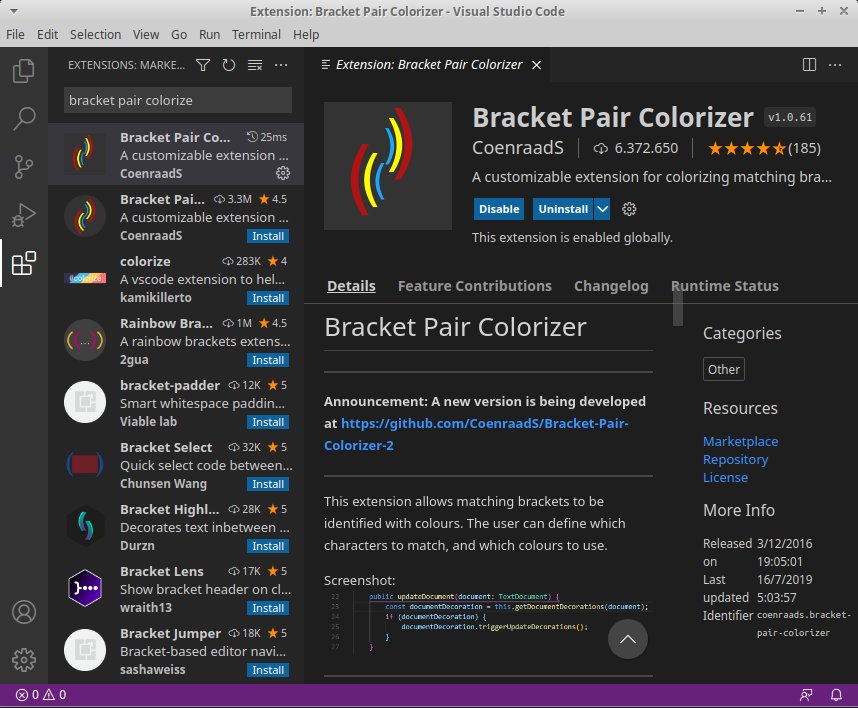 Extension: Bracket Pair Colorizer - Visual Studio Code
File Edit Selection View Go Run Terminal Help
EXTENSIONS: MARKE...
bracket pair colorize
Bracket Pair Co... 25ms
A customizable extension ...
CoenraadS
Bracket Pai... 3.3M ★ 4.5
A customizable extension ...
CoenraadS Install
colorize 283K ★ 4
A vscode extension to hel...
kamikillerto Install
Rainbow Bra... 1M ★ 4.5
A rainbow brackets extens...
2gua Install
bracket-padder 12K ★ 5
Smart whitespace paddin...
Viable lab Install
Bracket Select 32K ★ 5
Quick select code between...
Chunsen Wang Install
Bracket Highl... 28K ★ 5
Decorates text inbetween ...
Durzn Install
Bracket Lens 17K ★ 5
Show bracket header on cl...
wraith13 Install
Bracket Jumper 18K ★ 5
Bracket-based editor navi...
sashaweiss Install
Extension: Bracket Pair Colorizer
Bracket Pair Colorizer v1.0.61
CoenraadS 6.372.650 (185)
A customizable extension for colorizing matching bra...
Disable Uninstall
This extension is enabled globally.
Details Feature Contributions Changelog Runtime Status
Bracket Pair Colorizer
Announcement: A new version is being developed
at https://github.com/CoenraadS/Bracket-Pair-
Colorizer-2
This extension allows matching brackets to be
identified with colours. The user can define which
characters to match, and which colours to use.
Screenshot:
22 public updateDocument(document: TextDocument) {
23 const documentDecoration = this.getDocumentDecorations(document);
24 if (documentDecoration) {
25 documentDecoration.triggerUpdateDecorations();
26 }
27 }
Categories
Other
Resources
Marketplace
Repository
License
More Info
Released 3/12/2016
on 19:05:01
Last 16/7/2019
updated 5:03:57
Identifier coenraads.bracket-
pair-colorizer
0 0